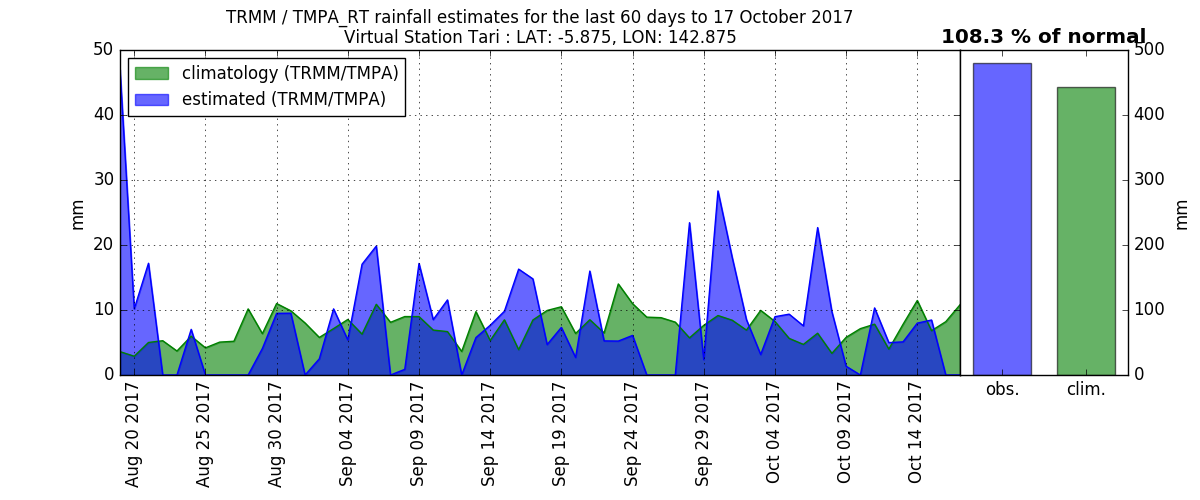 TRMM / TMPA_RT rainfall estimates for the last 60 days to 17 October 2017
Virtual Station Tari : LAT: -5.875, LON: 142.875
108.3 % of normal
climatology (TRMM/TMPA)
estimated (TRMM/TMPA)
50
40
30
20
10
0
mm
Aug 20 2017
Aug 25 2017
Aug 30 2017
Sep 04 2017
Sep 09 2017
Sep 14 2017
Sep 19 2017
Sep 24 2017
Sep 29 2017
Oct 04 2017
Oct 09 2017
Oct 14 2017
500
400
300
200
100
0
mm
obs.
clim.